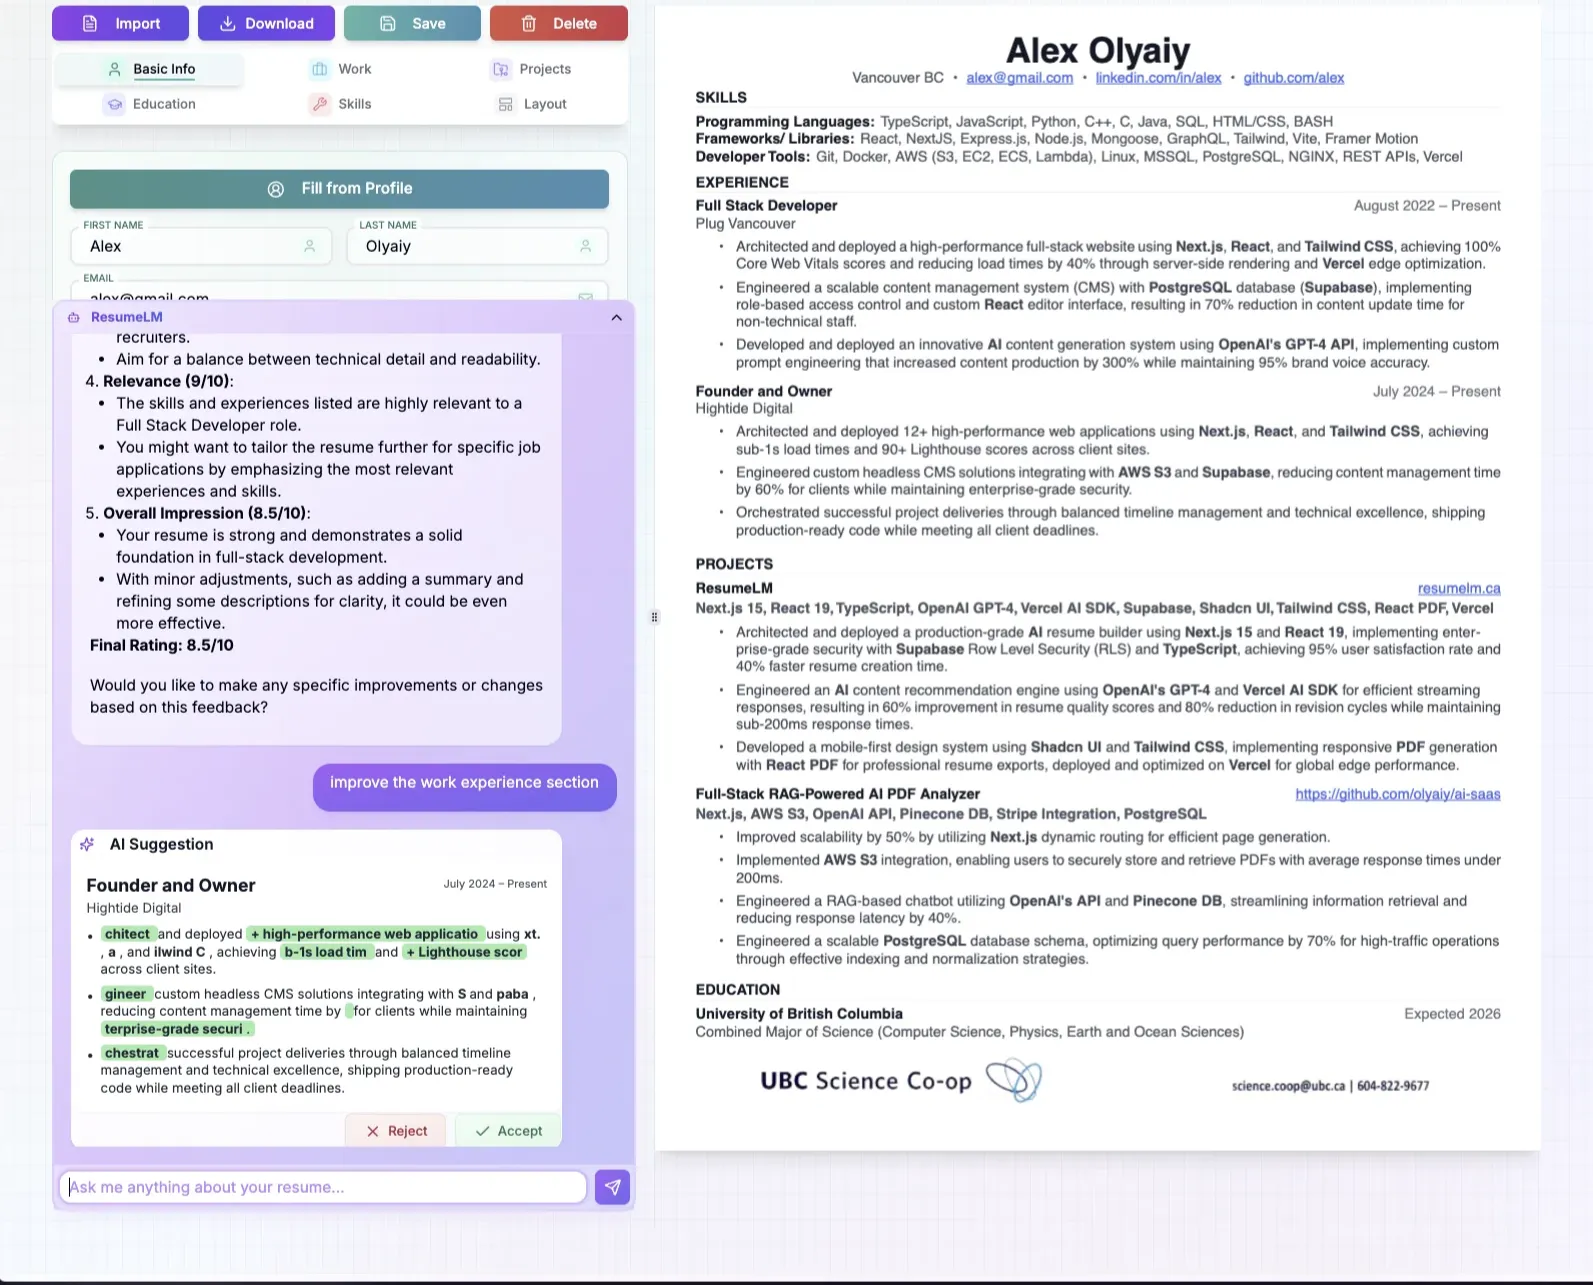 Import
Download
Save
Delete
Basic Info
Work
Projects
Education
Skills
Layout
Fill from Profile
FIRST NAME
LAST NAME
Alex
Olyaiy
EMAIL
alex@gmail.com
ResumeLM
recruiters.
• Aim for a balance between technical detail and readability.
4. Relevance (9/10):
• The skills and experiences listed are highly relevant to a
Full Stack Developer role.
• You might want to tailor the resume further for specific job
applications by emphasizing the most relevant
experiences and skills.
5. Overall Impression (8.5/10):
• Your resume is strong and demonstrates a solid
foundation in full-stack development.
• With minor adjustments, such as adding a summary and
refining some descriptions for clarity, it could be even
more effective.
Final Rating: 8.5/10
Would you like to make any specific improvements or changes
based on this feedback?
improve the work experience section
AI Suggestion
Founder and Owner
July 2024 – Present
Hightide Digital
• chitect and deployed + high-performance web applicatio using xt.
, a , and ilwind C , achieving b-1s load tim and + Lighthouse scor
across client sites.
• gineer custom headless CMS solutions integrating with S and paba ,
reducing content management time by for clients while maintaining
terprise-grade securi .
• chestrat successful project deliveries through balanced timeline
management and technical excellence, shipping production-ready
code while meeting all client deadlines.
Reject
Accept
Ask me anything about your resume...
Alex Olyaiy
Vancouver BC • alex@gmail.com • linkedin.com/in/alex • github.com/alex
SKILLS
Programming Languages: TypeScript, JavaScript, Python, C++, C, Java, SQL, HTML/CSS, BASH
Frameworks/ Libraries: React, NextJS, Express.js, Node.js, Mongoose, GraphQL, Tailwind, Vite, Framer Motion
Developer Tools: Git, Docker, AWS (S3, EC2, ECS, Lambda), Linux, MSSQL, PostgreSQL, NGINX, REST APIs, Vercel
EXPERIENCE
Full Stack Developer
August 2022 – Present
Plug Vancouver
• Architected and deployed a high-performance full-stack website using Next.js, React, and Tailwind CSS, achieving 100%
Core Web Vitals scores and reducing load times by 40% through server-side rendering and Vercel edge optimization.
• Engineered a scalable content management system (CMS) with PostgreSQL database (Supabase), implementing
role-based access control and custom React editor interface, resulting in 70% reduction in content update time for
non-technical staff.
• Developed and deployed an innovative AI content generation system using OpenAI's GPT-4 API, implementing custom
prompt engineering that increased content production by 300% while maintaining 95% brand voice accuracy.
Founder and Owner
July 2024 – Present
Hightide Digital
• Architected and deployed 12+ high-performance web applications using Next.js, React, and Tailwind CSS, achieving
sub-1s load times and 90+ Lighthouse scores across client sites.
• Engineered custom headless CMS solutions integrating with AWS S3 and Supabase, reducing content management time
by 60% for clients while maintaining enterprise-grade security.
• Orchestrated successful project deliveries through balanced timeline management and technical excellence, shipping
production-ready code while meeting all client deadlines.
PROJECTS
ResumeLM
resumelm.ca
Next.js 15, React 19, TypeScript, OpenAI GPT-4, Vercel AI SDK, Supabase, Shadcn UI, Tailwind CSS, React PDF, Vercel
• Architected and deployed a production-grade AI resume builder using Next.js 15 and React 19, implementing enter-
prise-grade security with Supabase Row Level Security (RLS) and TypeScript, achieving 95% user satisfaction rate and
40% faster resume creation time.
• Engineered an AI content recommendation engine using OpenAI's GPT-4 and Vercel AI SDK for efficient streaming
responses, resulting in 60% improvement in resume quality scores and 80% reduction in revision cycles while maintaining
sub-200ms response times.
• Developed a mobile-first design system using Shadcn UI and Tailwind CSS, implementing responsive PDF generation
with React PDF for professional resume exports, deployed and optimized on Vercel for global edge performance.
Full-Stack RAG-Powered AI PDF Analyzer
https://github.com/olyaiy/ai-saas
Next.js, AWS S3, OpenAI API, Pinecone DB, Stripe Integration, PostgreSQL
• Improved scalability by 50% by utilizing Next.js dynamic routing for efficient page generation.
• Implemented AWS S3 integration, enabling users to securely store and retrieve PDFs with average response times under
200ms.
• Engineered a RAG-based chatbot utilizing OpenAI's API and Pinecone DB, streamlining information retrieval and
reducing response latency by 40%.
• Engineered a scalable PostgreSQL database schema, optimizing query performance by 70% for high-traffic operations
through effective indexing and normalization strategies.
EDUCATION
University of British Columbia
Expected 2026
Combined Major of Science (Computer Science, Physics, Earth and Ocean Sciences)
UBC Science Co-op
science.coop@ubc.ca | 604-822-9677